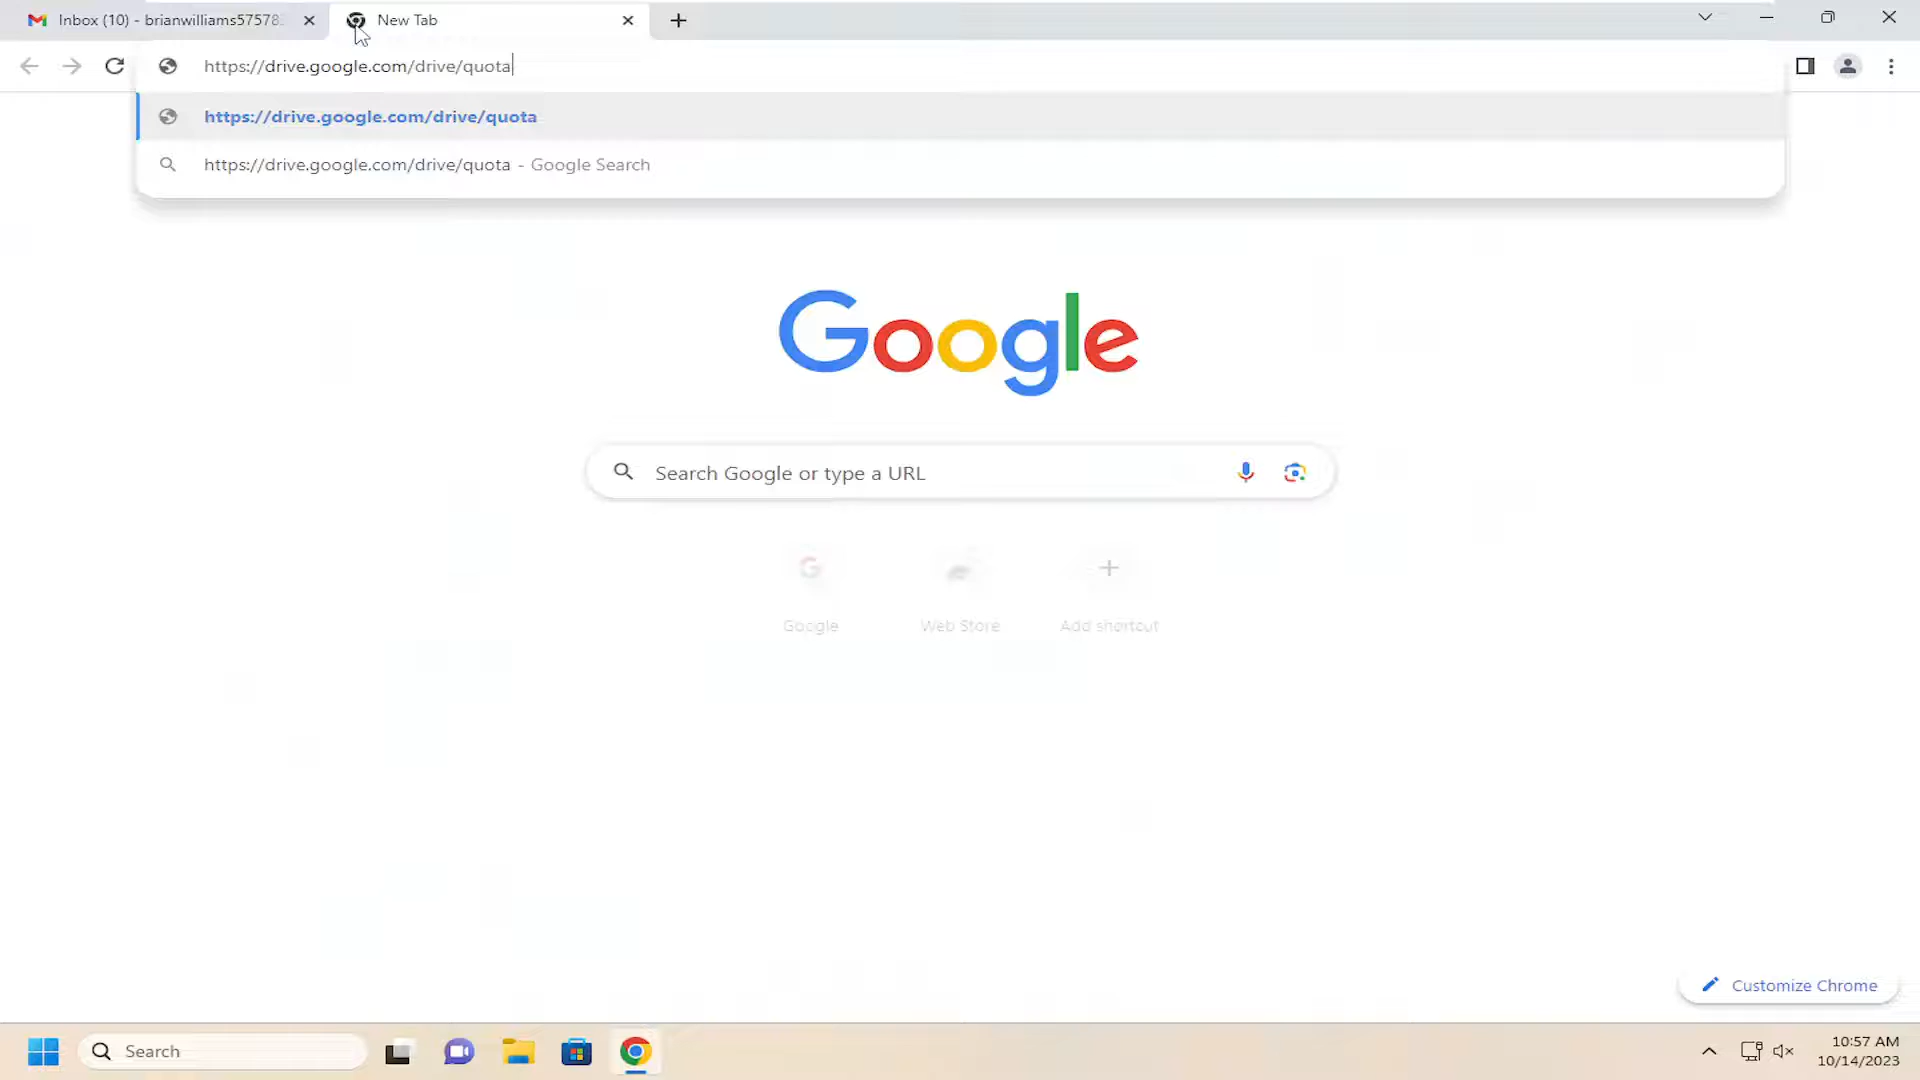 Inbox (10) - brianwilliams57578
New Tab
https://drive.google.com/drive/quota
https://drive.google.com/drive/quota
https://drive.google.com/drive/quota - Google Search
Google
Search Google or type a URL
G
Google
Web Store
Add shortcut
Customize Chrome
Search
10:57 AM
10/14/2023